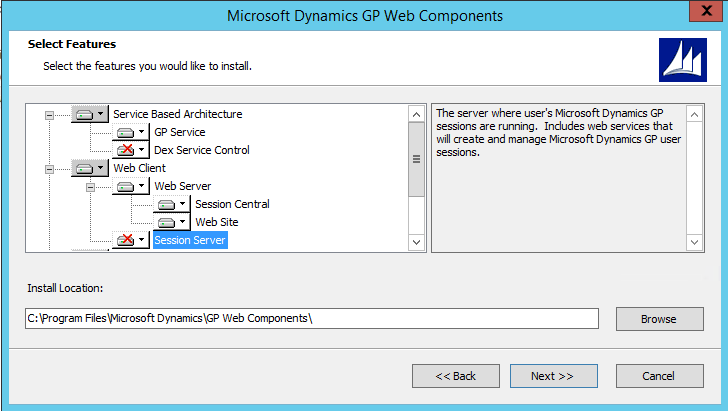 Microsoft Dynamics GP Web Components
Select Features
Select the features you would like to install.
Service Based Architecture
GP Service
Dex Service Control
Web Client
Web Server
Session Central
Web Site
Session Server
The server where user's Microsoft Dynamics GP
sessions are running. Includes web services that
will create and manage Microsoft Dynamics GP user
sessions.
Install Location:
C:\Program Files\Microsoft Dynamics\GP Web Components\
Browse
<< Back
Next >>
Cancel